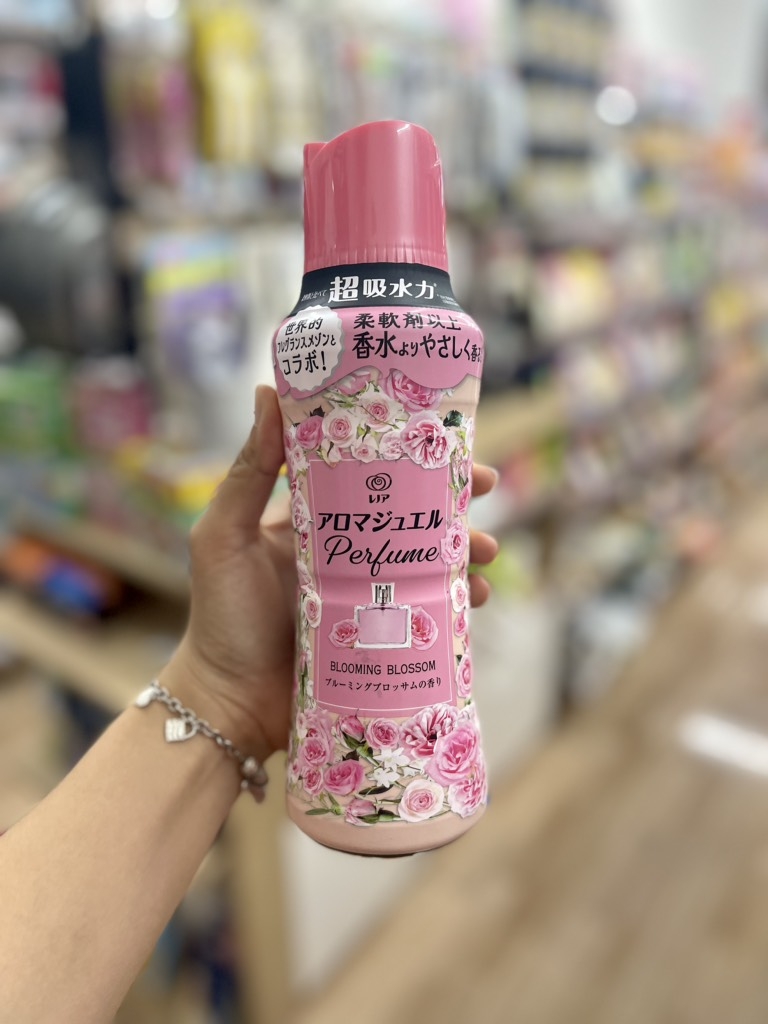 超吸水力
世界的
フレグランスメゾンと
コラボ!
柔軟剤以上
香水よりやさしく香
レノア
アロマジュエル
Perfume
BLOOMING BLOSSOM
ブルーミングブロッサムの香り